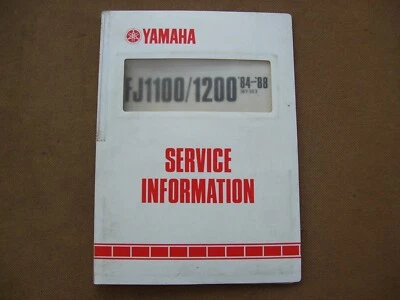 YAMAHA
FJ1100/1200 '84-'88
SERVICE
INFORMATION